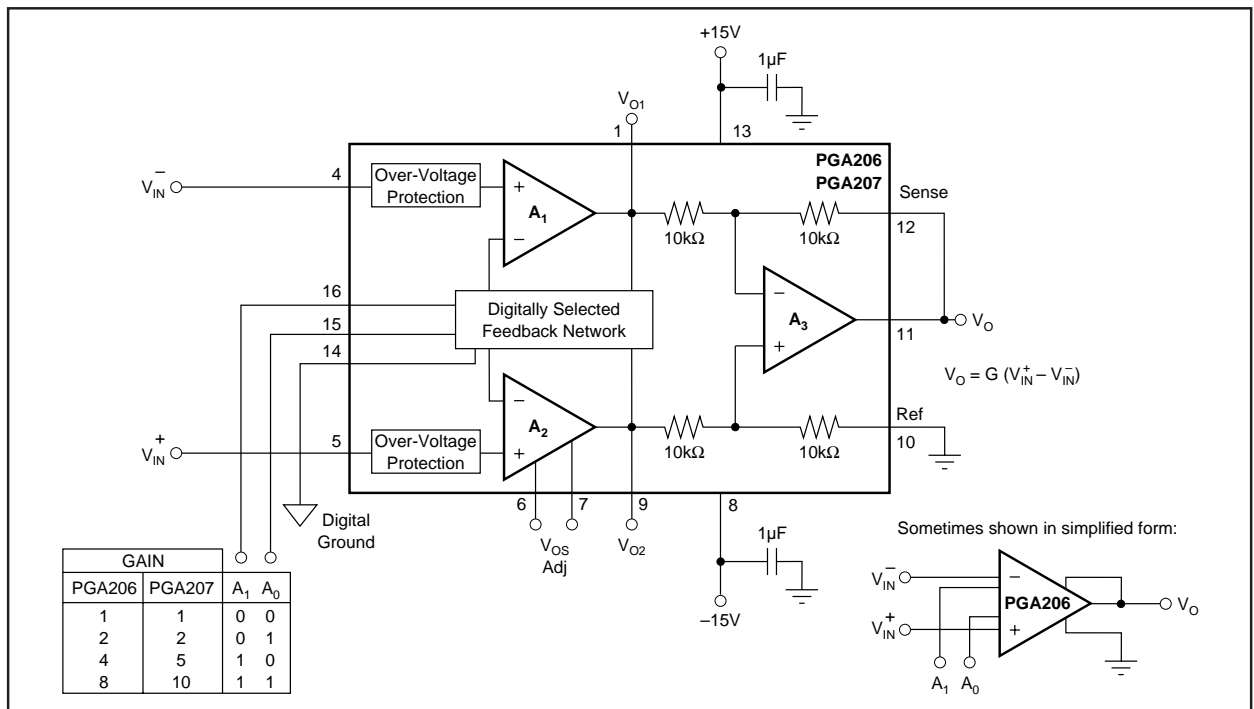 +15V
1µF
V_O1
1
13
PGA206
PGA207
4
Over-Voltage
Protection
V_IN^–
+
A_1
–
10kΩ
10kΩ
Sense
12
16
15
14
Digitally Selected
Feedback Network
–
A_3
+
11
V_O
V_O = G (V_IN^+ – V_IN^–)
–
A_2
+
V_IN^+
5
Over-Voltage
Protection
10kΩ
10kΩ
Ref
10
6
7
9
8
Digital
Ground
V_OS
Adj
V_O2
1µF
–15V
Sometimes shown in simplified form:
V_IN^–
–
PGA206
V_IN^+
+
V_O
A_1 A_0
GAIN
PGA206 PGA207 A_1 A_0
1 1 0 0
2 2 0 1
4 5 1 0
8 10 1 1